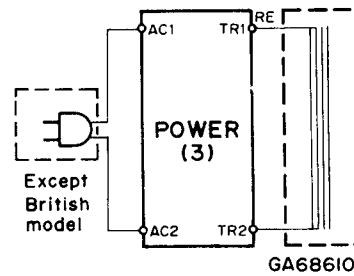 AC1
TR1
RE
POWER
(3)
Except
British
model
AC2
TR2
GA68610